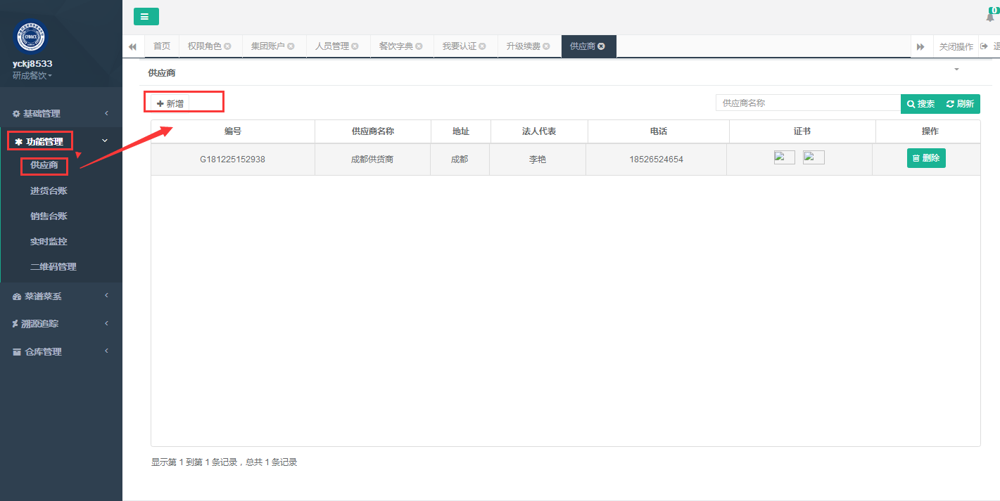 yckj8533
研成餐饮
基础管理
功能管理
供应商
进货台账
销售台账
实时监控
二维码管理
菜谱菜系
溯源追踪
仓库管理
0
首页 权限角色 集团账户 人员管理 餐饮字典 我要认证 升级续费 供应商 关闭操作
供应商
新增 供应商名称 搜索 刷新
编号 供应商名称 地址 法人代表 电话 证书 操作
G181225152938 成都供货商 成都 李艳 18526524654 删除
显示第 1 到第 1 条记录，总共 1 条记录